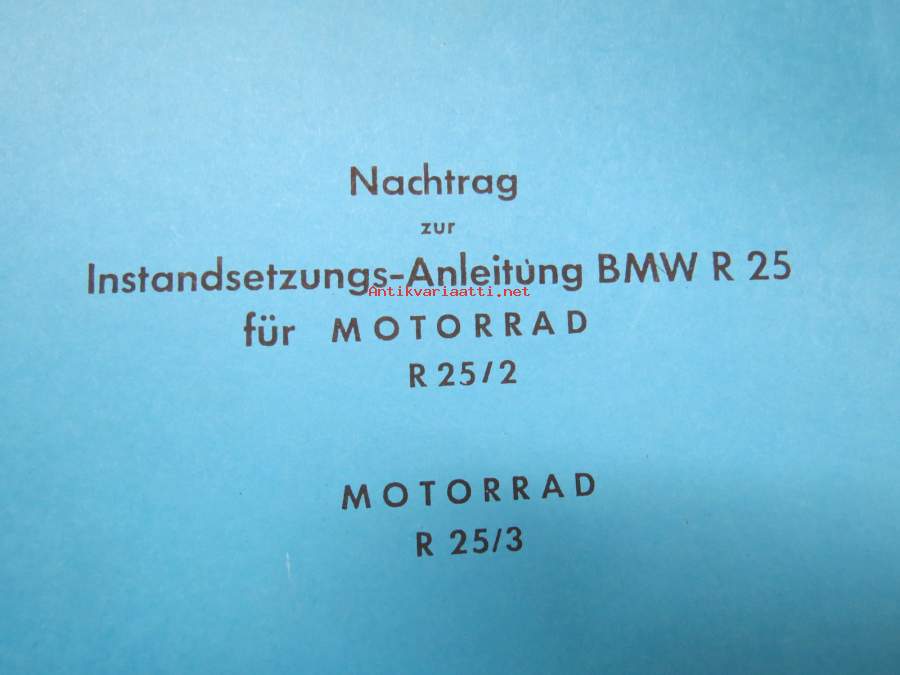 Nachtrag
zur
Instandsetzungs-Anleitung BMW R 25
Antikvariaatti.net
für MOTORRAD
R 25/2
MOTORRAD
R 25/3